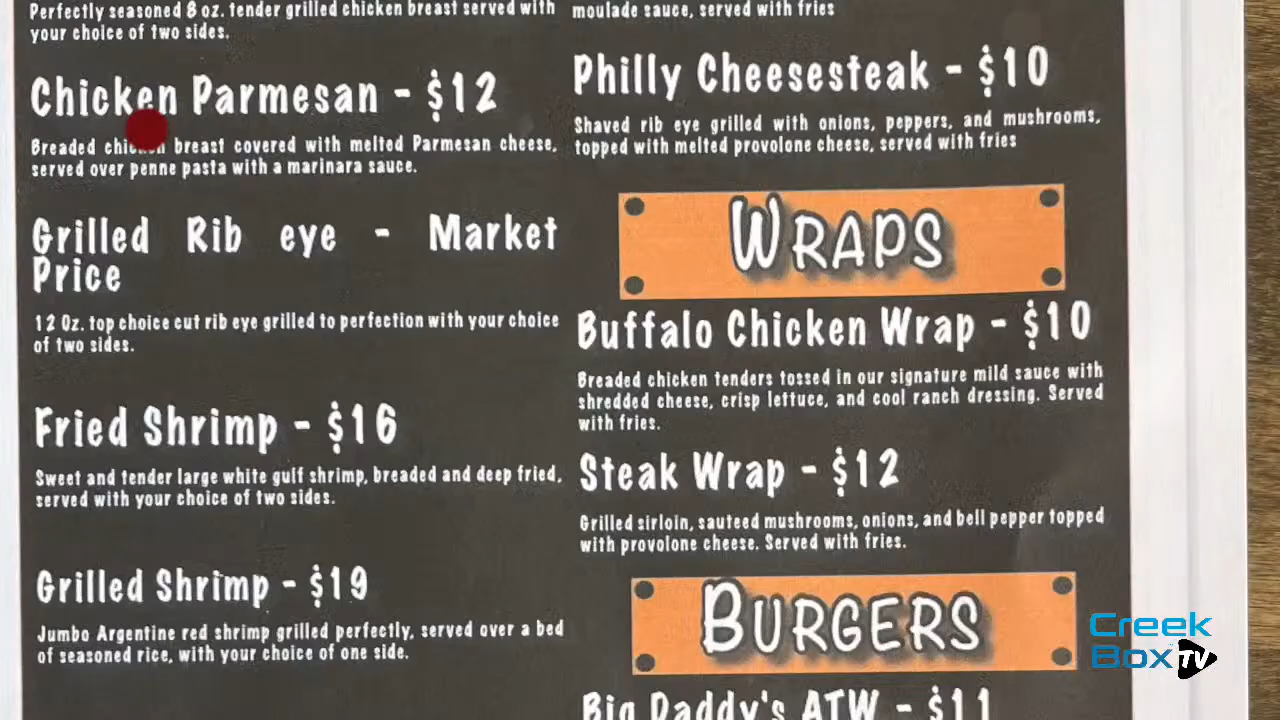 Perfectly seasoned 8 oz. tender grilled chicken breast served with
your choice of two sides.
Chicken Parmesan - $12
Breaded chicken breast covered with melted Parmesan cheese,
served over penne pasta with a marinara sauce.
Grilled Rib eye - Market
Price
12 Oz. top choice cut rib eye grilled to perfection with your choice
of two sides.
Fried Shrimp - $16
Sweet and tender large white gulf shrimp, breaded and deep fried,
served with your choice of two sides.
Grilled Shrimp - $19
Jumbo Argentine red shrimp grilled perfectly, served over a bed
of seasoned rice, with your choice of one side.
moulade sauce, served with fries
Philly Cheesesteak - $10
Shaved rib eye grilled with onions, peppers, and mushrooms,
topped with melted provolone cheese, served with fries
WRAPS
Buffalo Chicken Wrap - $10
Breaded chicken tenders tossed in our signature mild sauce with
shredded cheese, crisp lettuce, and cool ranch dressing. Served
with fries.
Steak Wrap - $12
Grilled sirloin, sauteed mushrooms, onions, and bell pepper topped
with provolone cheese. Served with fries.
BURGERS
Big Daddy's ATW - $11
Creek
Box TV